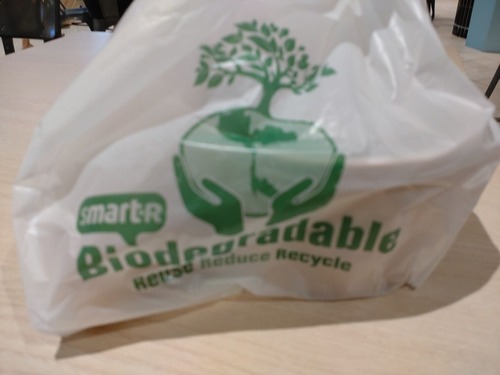 smart-R
Biodegradable
Reuse Reduce Recycle